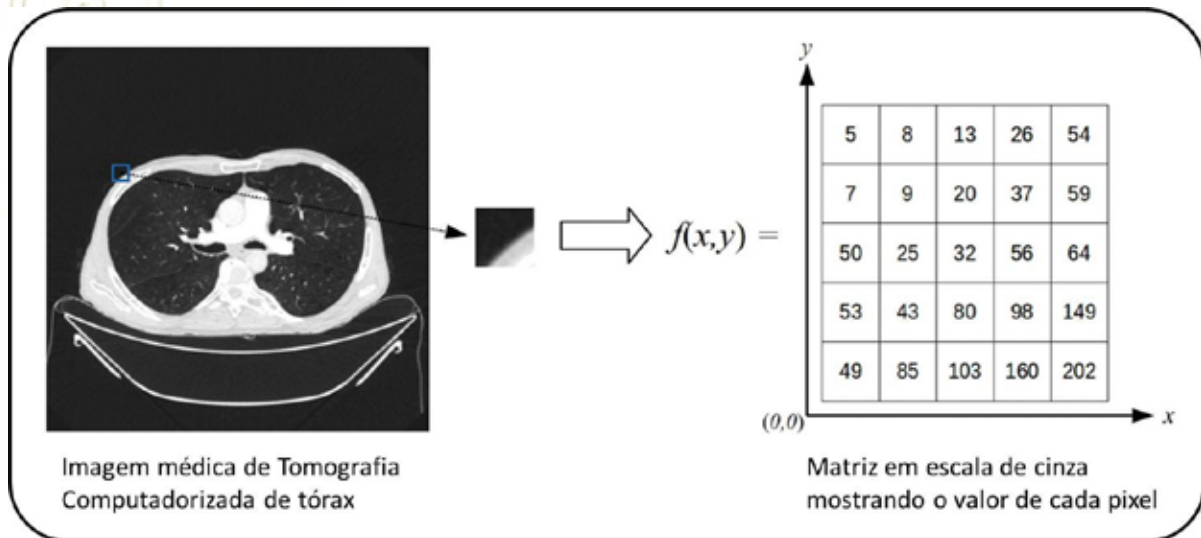 y
5 8 13 26 54
7 9 20 37 59
f(x,y) = 50 25 32 56 64
53 43 80 98 149
49 85 103 160 202
(0,0) x
Imagem médica de Tomografia
Computadorizada de tórax
Matriz em escala de cinza
mostrando o valor de cada pixel